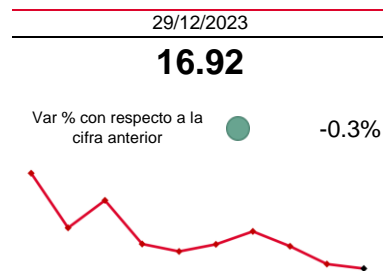 29/12/2023
16.92
Var % con respecto a la
cifra anterior
-0.3%